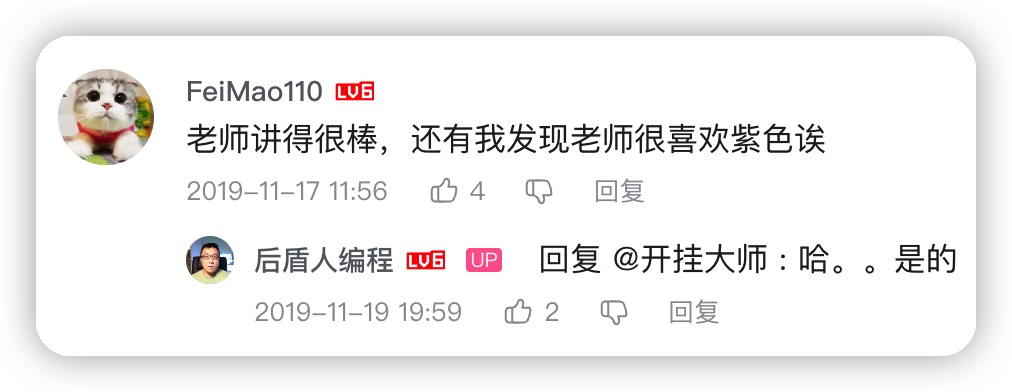 FeiMao110 LV6
老师讲得很棒，还有我发现老师很喜欢紫色诶
2019-11-17 11:56 4 回复
后盾人编程 LV6 UP 回复 @开挂大师：哈。。是的
2019-11-19 19:59 2 回复